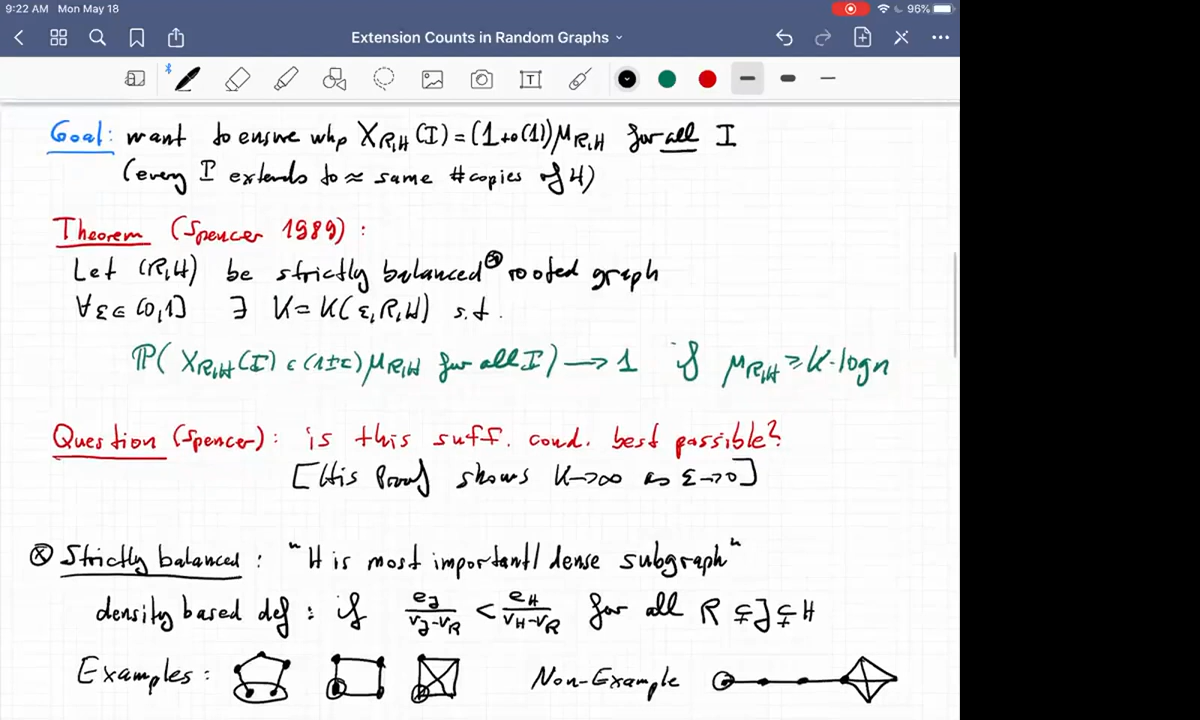 9:22 AM Mon May 18
96%
Extension Counts in Random Graphs
Goal: want to ensure whp X_{R,H}(I) = (1+o(1)) μ_{R,H} for all I
(every I extends to ≈ same # copies of H)
Theorem (Spencer 1989):
Let (R,H) be strictly balanced ⊛ rooted graph
∀ε ∈ (0,1] ∃ K = K(ε,R,H) s.t.
ℙ( X_{R,H}(I) ∈ (1±ε) μ_{R,H} for all I ) → 1 if μ_{R,H} ≥ K·log n
Question (Spencer): is this suff. cond. best possible?
[His Proof shows K→∞ as ε→0]
⊗ Strictly balanced: "H is most important/dense subgraph"
density based def: if e_J/(v_J-v_R) < e_H/(v_H-v_R) for all R ⊊ J ⊊ H
Examples: Non-Example